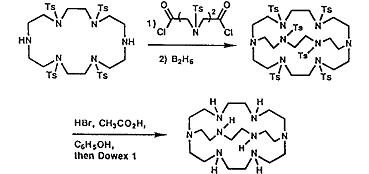 Ts Ts
N N
HN NH
N N
Ts Ts
1) O Ts O
Cl ( N )2 2 Cl
2) B₂H₆
Ts Ts
N N
N N Ts N N
Ts
N N
Ts Ts
HBr, CH₃CO₂H,
C₆H₅OH,
then Dowex 1
H H
N N
N N N N
H H
N N
H H